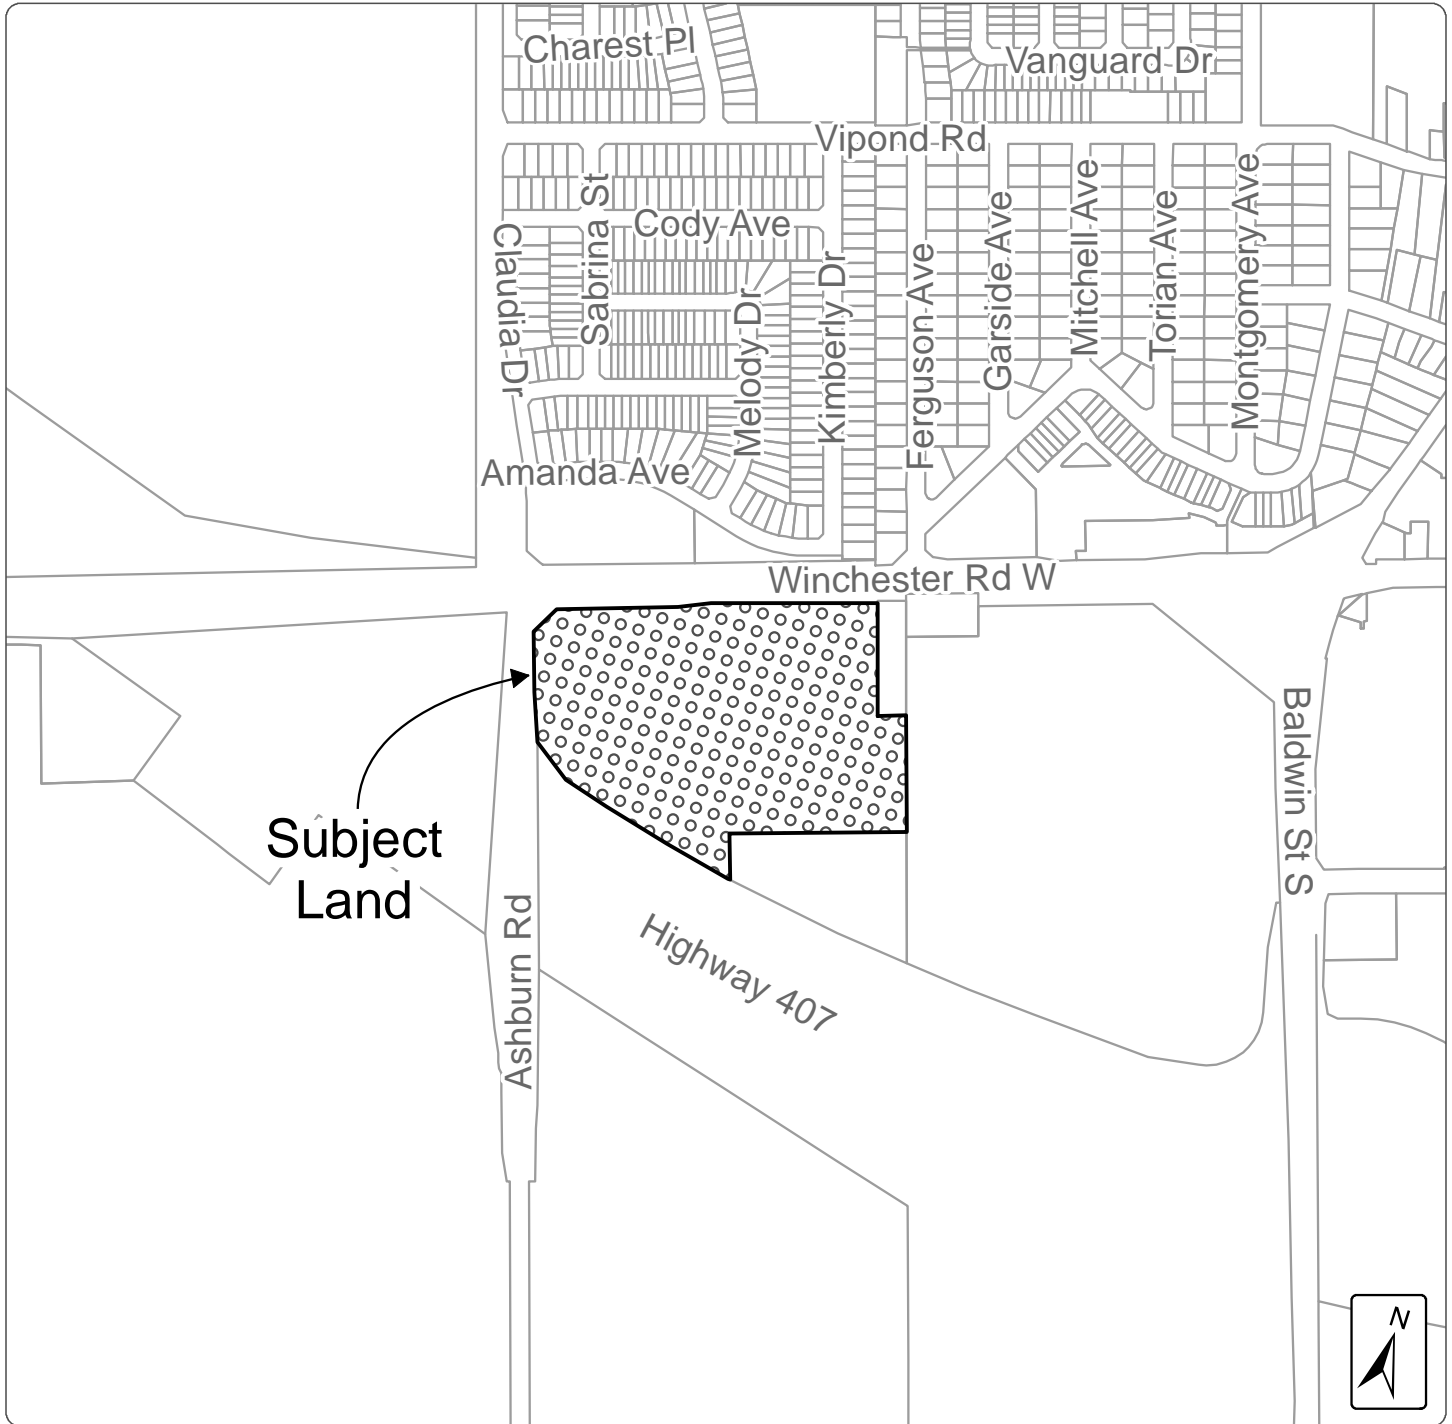 Charest Pl
Vanguard Dr
Vipond Rd
Cody Ave
Claudia Dr
Sabrina St
Melody Dr
Kimberly Dr
Ferguson Ave
Garside Ave
Mitchell Ave
Torian Ave
Montgomery Ave
Amanda Ave
Winchester Rd W
Subject
Land
Baldwin St S
Ashburn Rd
Highway 407
N